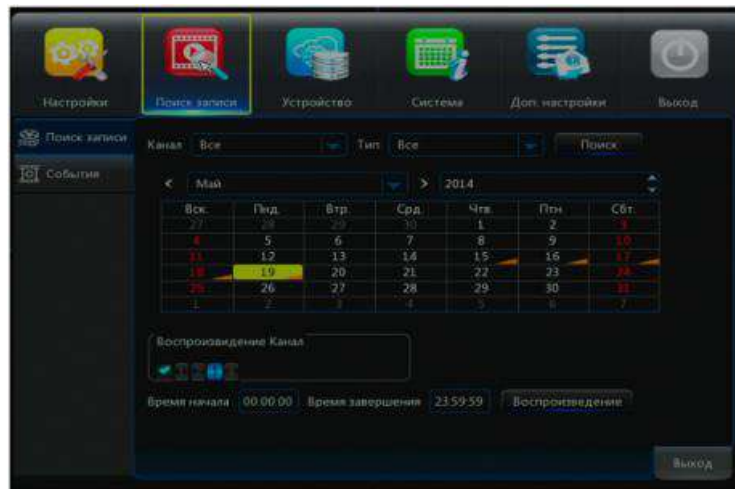 Настройки Поиск записи Устройство Система Доп. настройки Выход
Поиск записи
События
Канал Все Тип Все Поиск
< Май > 2014
Вск. Пнд. Втр. Срд. Чтв. Птн. Сбт.
27 28 29 30 1 2 3
4 5 6 7 8 9 10
11 12 13 14 15 16 17
18 19 20 21 22 23 24
25 26 27 28 29 30 31
1 2 3 4 5 6 7
Воспроизвидение Канал
Время начала 00:00:00 Время завершения 23:59:59 Воспроизведение
Выход